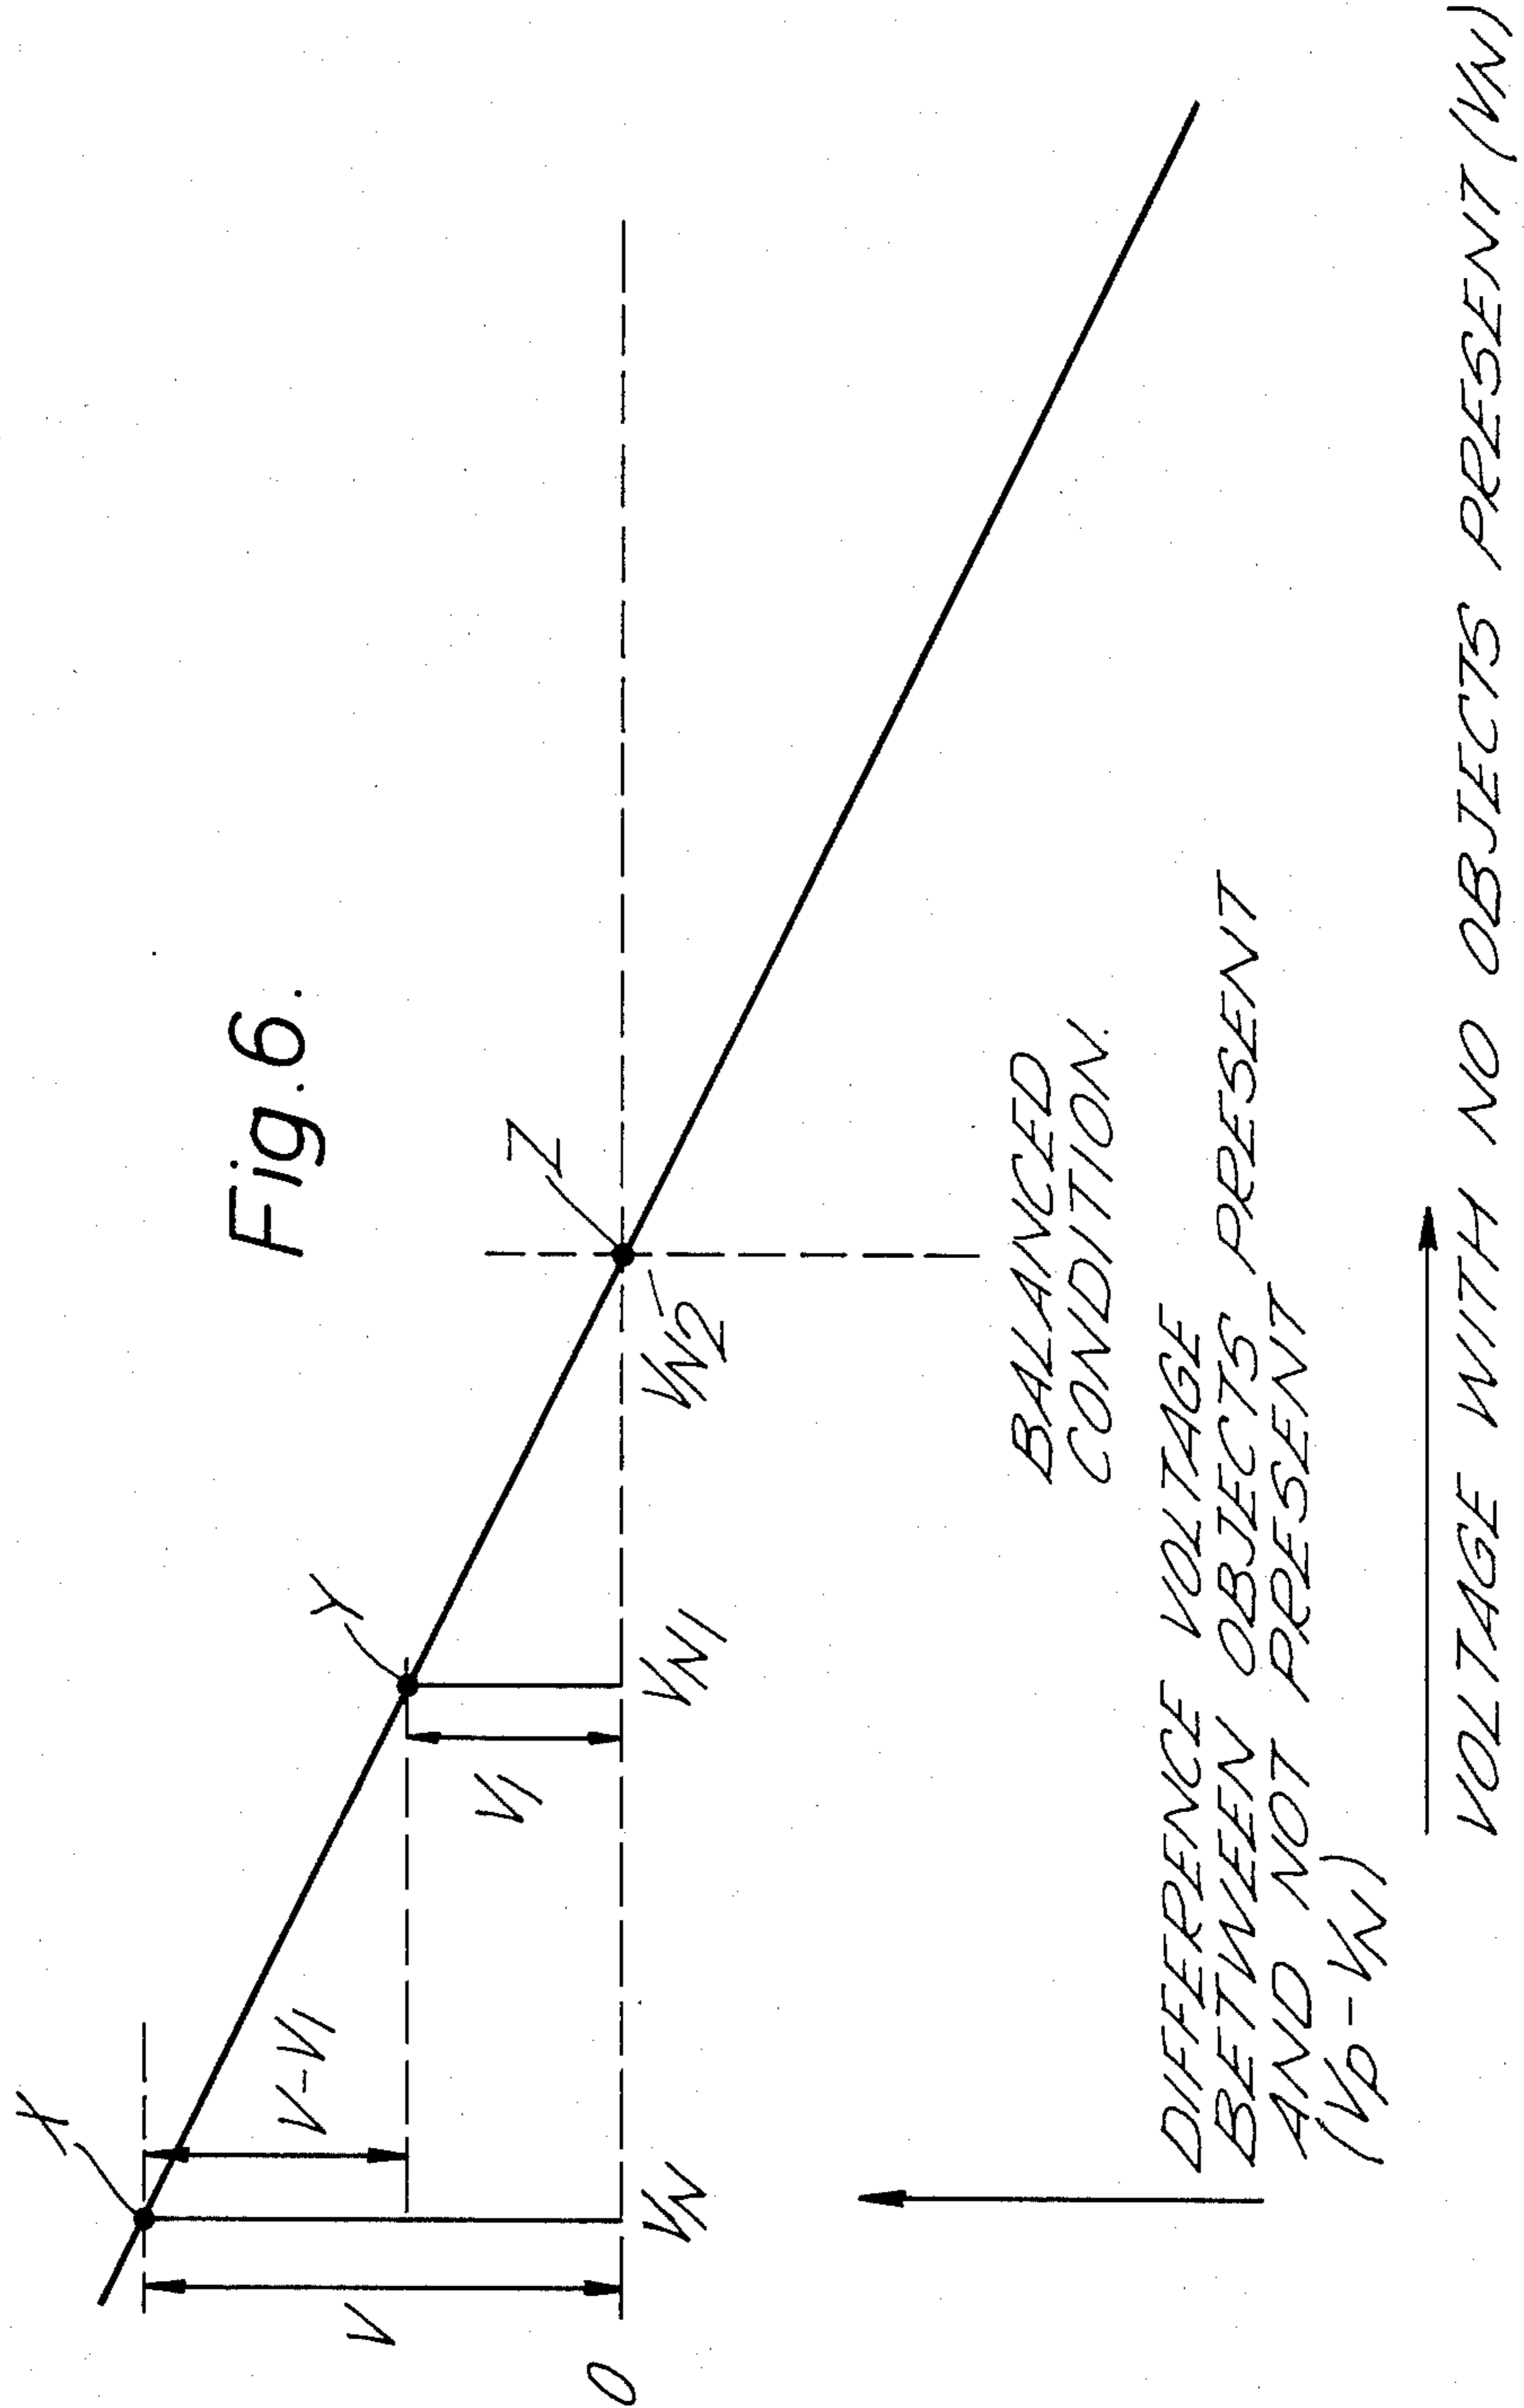 Fig.6.
X
V
V-V1
Y
V1
Z
O
VN
VN1
VN2
BALANCED
CONDITION.
DIFFERENCE VOLTAGE
BETWEEN OBJECTS PRESENT
AND NOT PRESENT
(VP-VN)
VOLTAGE WITH NO OBJECTS PRESENT (VN)